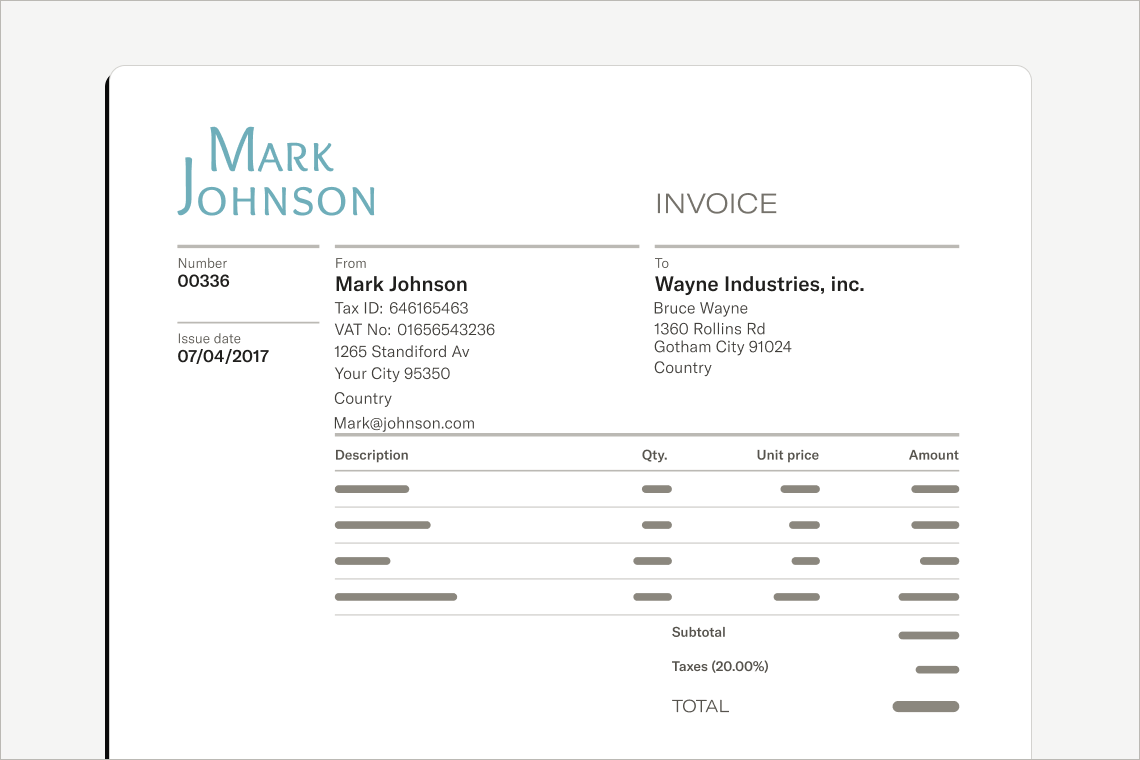 MARK
JOHNSON
INVOICE
Number
00336
Issue date
07/04/2017
From
Mark Johnson
Tax ID: 646165463
VAT No: 01656543236
1265 Standiford Av
Your City 95350
Country
Mark@johnson.com
To
Wayne Industries, inc.
Bruce Wayne
1360 Rollins Rd
Gotham City 91024
Country
Description Qty. Unit price Amount
Subtotal
Taxes (20.00%)
TOTAL